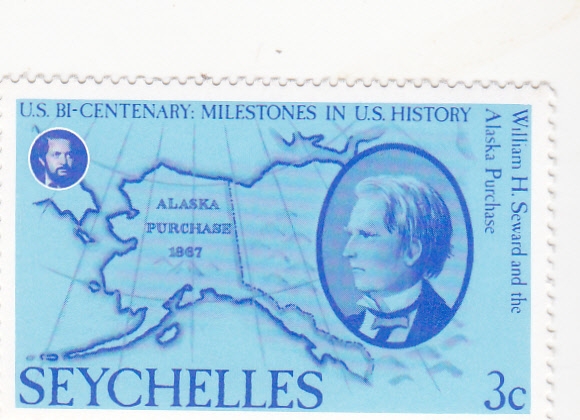 U.S. BI-CENTENARY: MILESTONES IN U.S. HISTORY
William H. Seward and the
Alaska Purchase
ALASKA
PURCHASE
1867
SEYCHELLES
3c